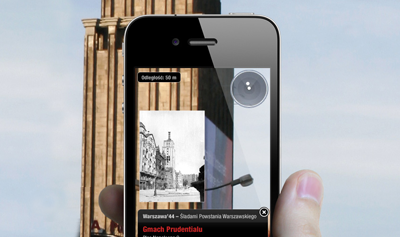 Odległość: 50 m
Warszawa'44 – Śladami Powstania Warszawskiego
Gmach Prudentialu